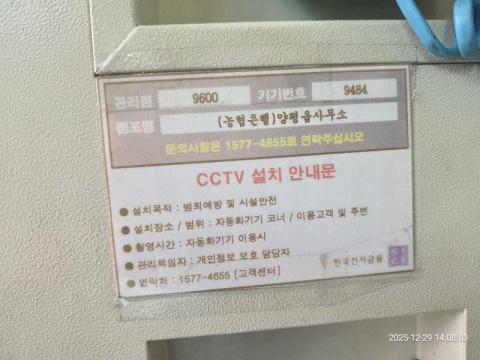 관리점 9600 기기번호 9484
점포명 (농협은행)양평읍사무소
문의사항은 1577-4655로 연락주십시오
CCTV 설치 안내문
● 설치목적 : 범죄예방 및 시설안전
● 설치장소 / 범위 : 자동화기기 코너 / 이용고객 및 주변
● 촬영시간 : 자동화기기 이용시
● 관리책임자 : 개인정보 보호 담당자
● 연락처 : 1577-4655 [고객센터]
한국전자금융
2025-12-29 14:08:03